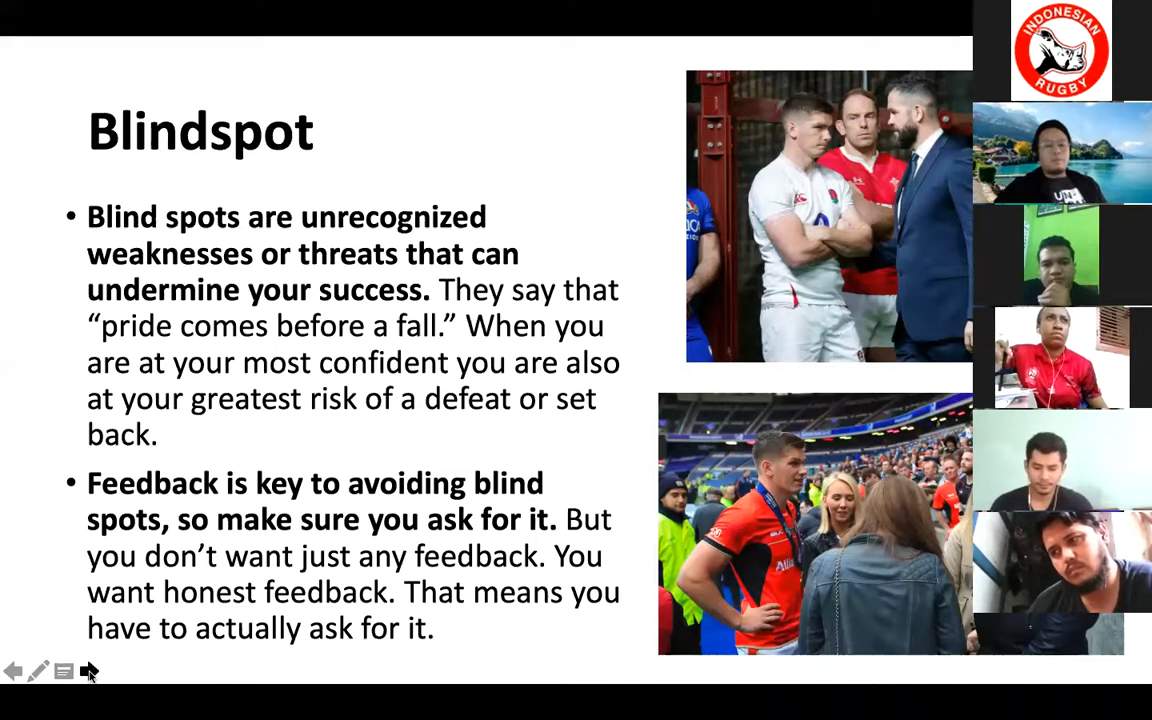 Blindspot
• Blind spots are unrecognized
weaknesses or threats that can
undermine your success. They say that
“pride comes before a fall.” When you
are at your most confident you are also
at your greatest risk of a defeat or set
back.
• Feedback is key to avoiding blind
spots, so make sure you ask for it. But
you don’t want just any feedback. You
want honest feedback. That means you
have to actually ask for it.
INDONESIAN
RUGBY